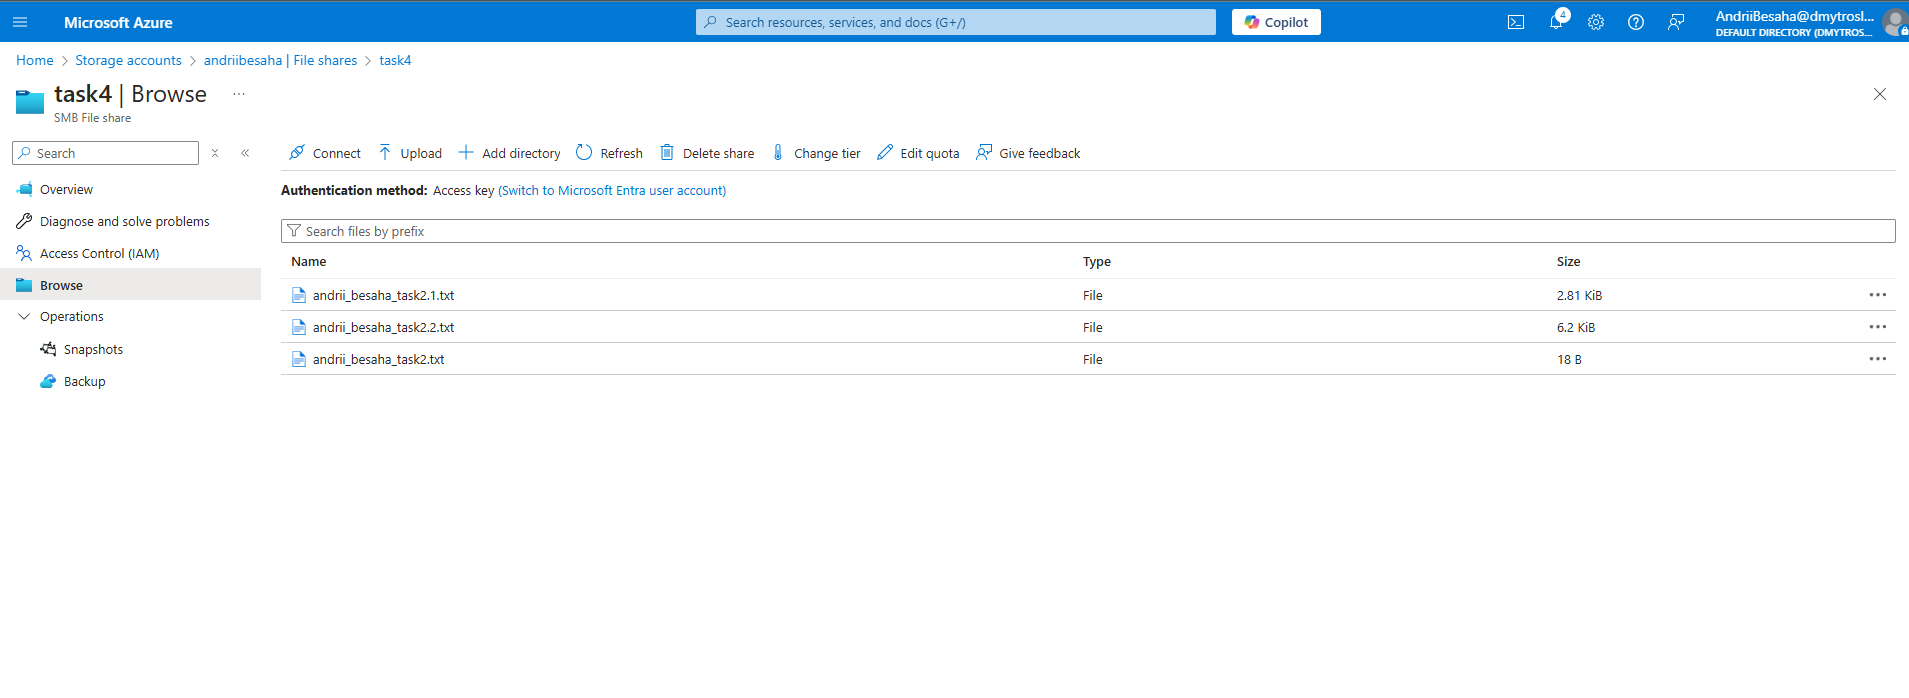 Microsoft Azure
Search resources, services, and docs (G+/)
Copilot
4
AndriiBesaha@dmytrosl...
DEFAULT DIRECTORY (DMYTROS...
Home > Storage accounts > andriibesaha | File shares > task4
task4 | Browse ...
SMB File share
Search
Connect
Upload
Add directory
Refresh
Delete share
Change tier
Edit quota
Give feedback
Overview
Diagnose and solve problems
Access Control (IAM)
Browse
Operations
Snapshots
Backup
Authentication method: Access key (Switch to Microsoft Entra user account)
Search files by prefix
Name Type Size
andrii_besaha_task2.1.txt File 2.81 KiB
andrii_besaha_task2.2.txt File 6.2 KiB
andrii_besaha_task2.txt File 18 B